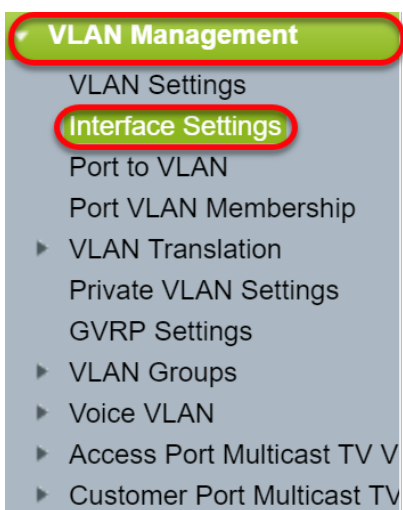 VLAN Management
VLAN Settings
Interface Settings
Port to VLAN
Port VLAN Membership
VLAN Translation
Private VLAN Settings
GVRP Settings
VLAN Groups
Voice VLAN
Access Port Multicast TV V
Customer Port Multicast TV